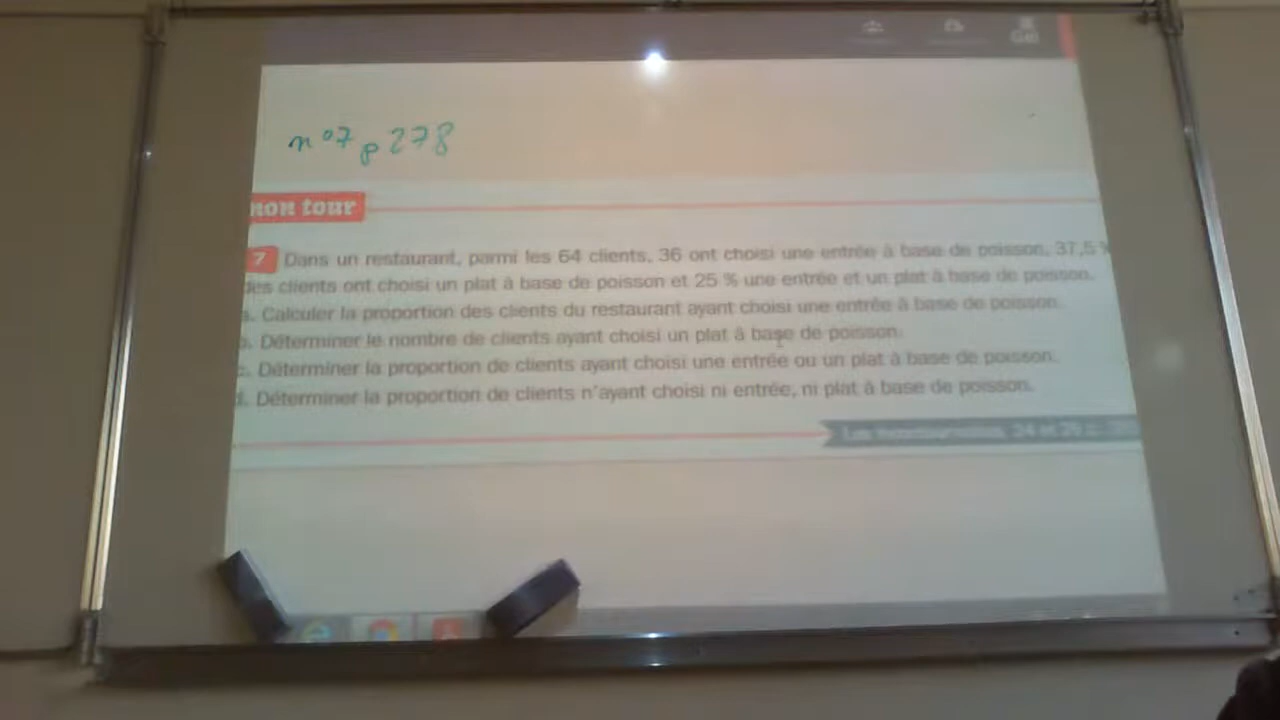 Gel
n°7 p 278
mon tour
7 Dans un restaurant, parmi les 64 clients, 36 ont choisi une entrée à base de poisson, 37,5 %
des clients ont choisi un plat à base de poisson et 25 % une entrée et un plat à base de poisson.
a. Calculer la proportion des clients du restaurant ayant choisi une entrée à base de poisson.
b. Déterminer le nombre de clients ayant choisi un plat à base de poisson.
c. Déterminer la proportion de clients ayant choisi une entrée ou un plat à base de poisson.
d. Déterminer la proportion de clients n'ayant choisi ni entrée, ni plat à base de poisson.